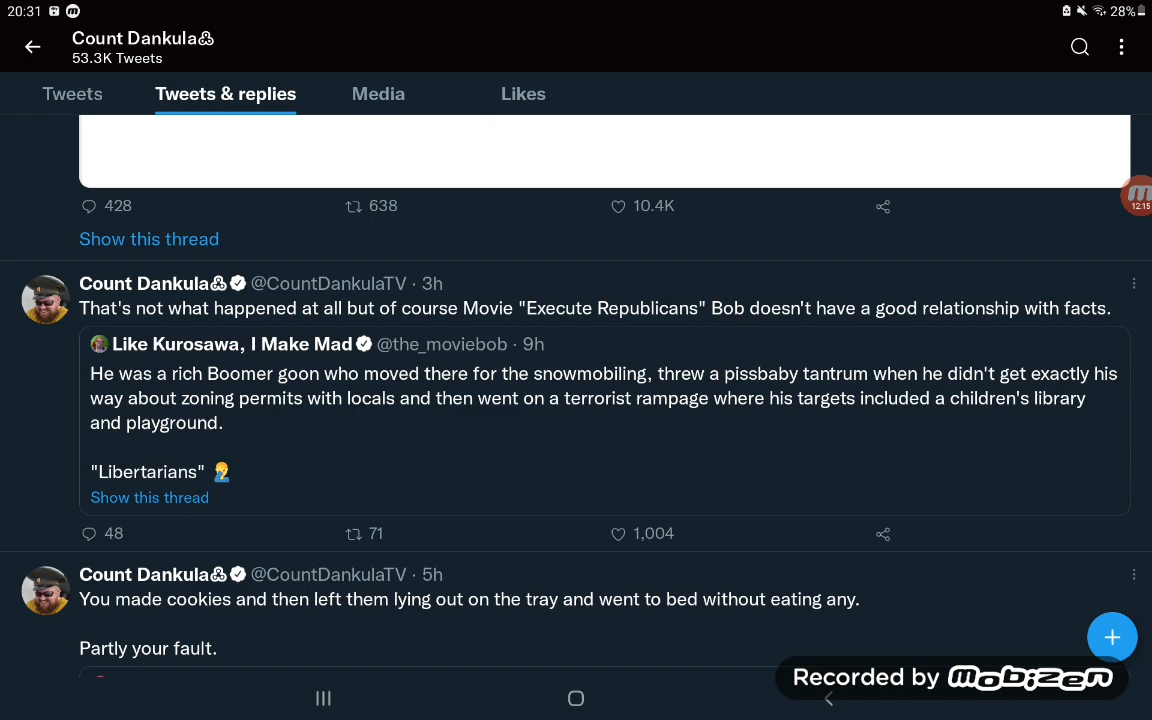 20:31
28%
Count Dankula
53.3K Tweets
Tweets
Tweets & replies
Media
Likes
428
638
10.4K
12:15
Show this thread
Count Dankula @CountDankulaTV · 3h
That's not what happened at all but of course Movie "Execute Republicans" Bob doesn't have a good relationship with facts.
Like Kurosawa, I Make Mad @the_moviebob · 9h
He was a rich Boomer goon who moved there for the snowmobiling, threw a pissbaby tantrum when he didn't get exactly his
way about zoning permits with locals and then went on a terrorist rampage where his targets included a children's library
and playground.
"Libertarians" 🤦‍♂️
Show this thread
48
71
1,004
Count Dankula @CountDankulaTV · 5h
You made cookies and then left them lying out on the tray and went to bed without eating any.
Partly your fault.
Recorded by mobizen